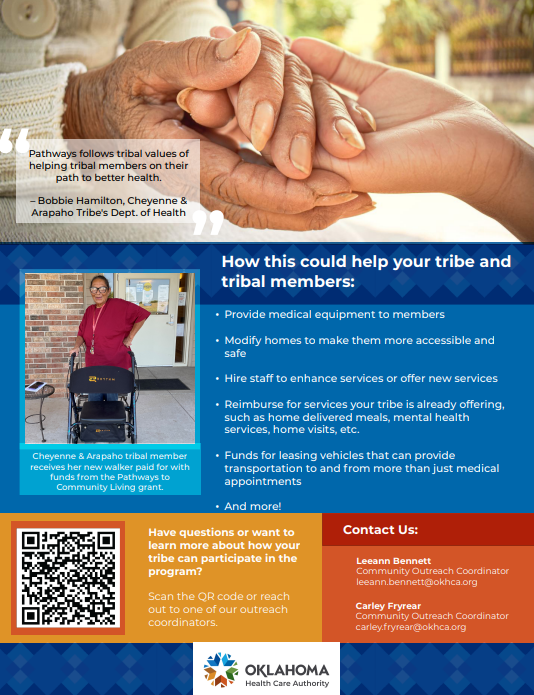 “
Pathways follows tribal values of
helping tribal members on their
path to better health.
– Bobbie Hamilton, Cheyenne &
Arapaho Tribe's Dept. of Health
”
How this could help your tribe and
tribal members:
• Provide medical equipment to members
• Modify homes to make them more accessible and
safe
• Hire staff to enhance services or offer new services
• Reimburse for services your tribe is already offering,
such as home delivered meals, mental health
services, home visits, etc.
• Funds for leasing vehicles that can provide
transportation to and from more than just medical
appointments
• And more!
Cheyenne & Arapaho tribal member
receives her new walker paid for with
funds from the Pathways to
Community Living grant.
Have questions or want to
learn more about how your
tribe can participate in the
program?
Scan the QR code or reach
out to one of our outreach
coordinators.
Contact Us:
Leeann Bennett
Community Outreach Coordinator
leeann.bennett@okhca.org
Carley Fryrear
Community Outreach Coordinator
carley.fryrear@okhca.org
OKLAHOMA
Health Care Authority